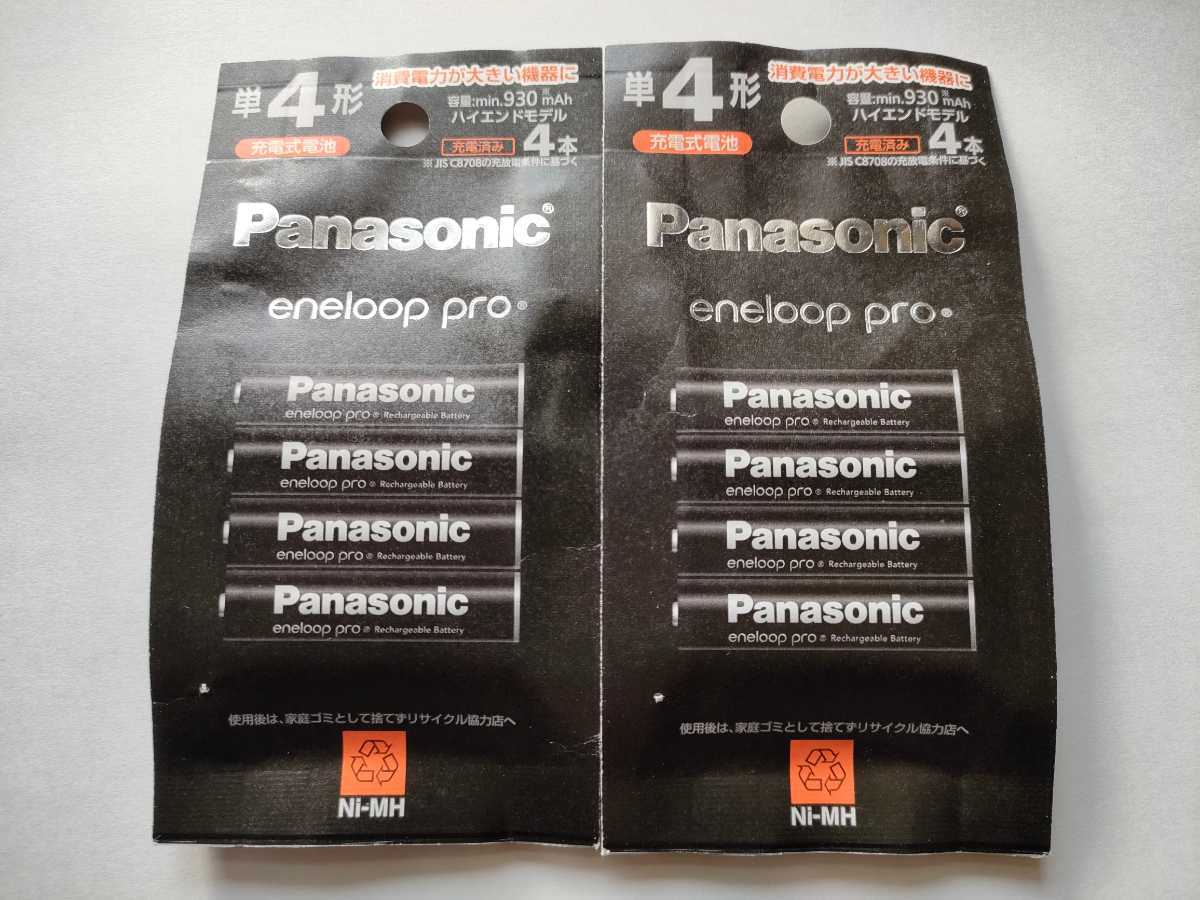 消費電力が大きい機器に
単4形
容量:min.930※mAh
ハイエンドモデル
充電式電池
充電済み 4本
※JIS C8708の充放電条件に基づく
Panasonic®
eneloop pro®
Panasonic
eneloop pro® Rechargeable Battery
Panasonic
eneloop pro® Rechargeable Battery
Panasonic
eneloop pro® Rechargeable Battery
Panasonic
eneloop pro® Rechargeable Battery
使用後は、家庭ゴミとして捨てずリサイクル協力店へ
Ni-MH
消費電力が大きい機器に
単4形
容量:min.930※mAh
ハイエンドモデル
充電式電池
充電済み 4本
※JIS C8708の充放電条件に基づく
Panasonic®
eneloop pro®
Panasonic
eneloop pro® Rechargeable Battery
Panasonic
eneloop pro® Rechargeable Battery
Panasonic
eneloop pro® Rechargeable Battery
Panasonic
eneloop pro® Rechargeable Battery
使用後は、家庭ゴミとして捨てずリサイクル協力店へ
Ni-MH